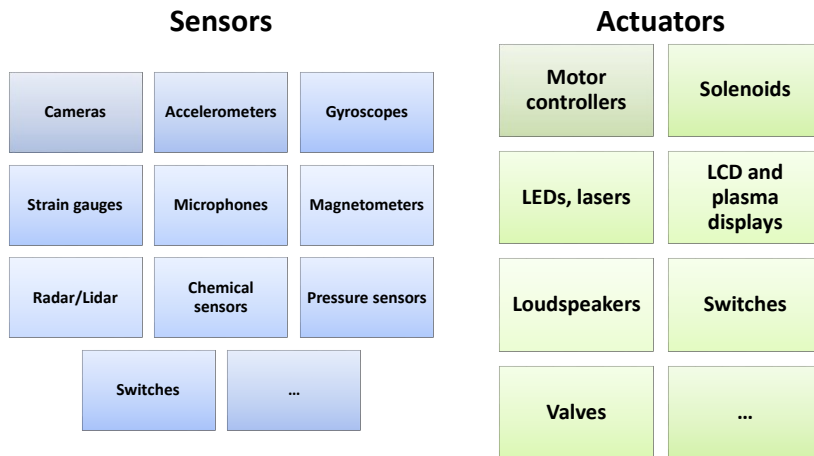 Sensors
Cameras
Accelerometers
Gyroscopes
Strain gauges
Microphones
Magnetometers
Radar/Lidar
Chemical
sensors
Pressure sensors
Switches
...
Actuators
Motor
controllers
Solenoids
LEDs, lasers
LCD and
plasma
displays
Loudspeakers
Switches
Valves
...